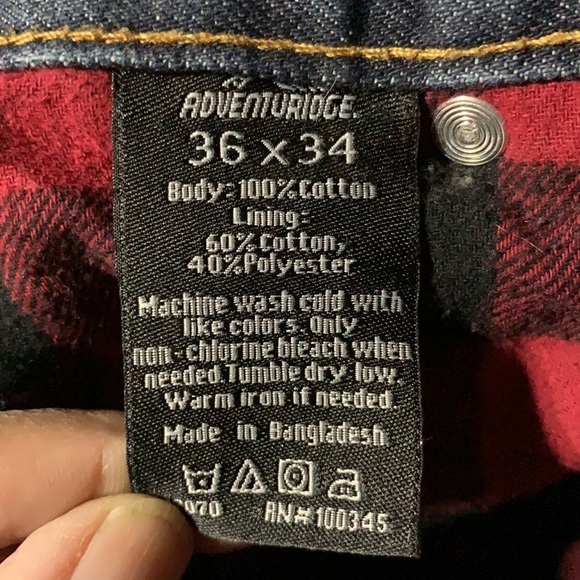 ADVENTURIDGE.
36 x 34
Body:100% Cotton
Lining:
60% Cotton,
40% Polyester
Machine wash cold with
like colors. Only
non-chlorine bleach when
needed.Tumble dry low.
Warm iron if needed.
Made in Bangladesh
RN#100345